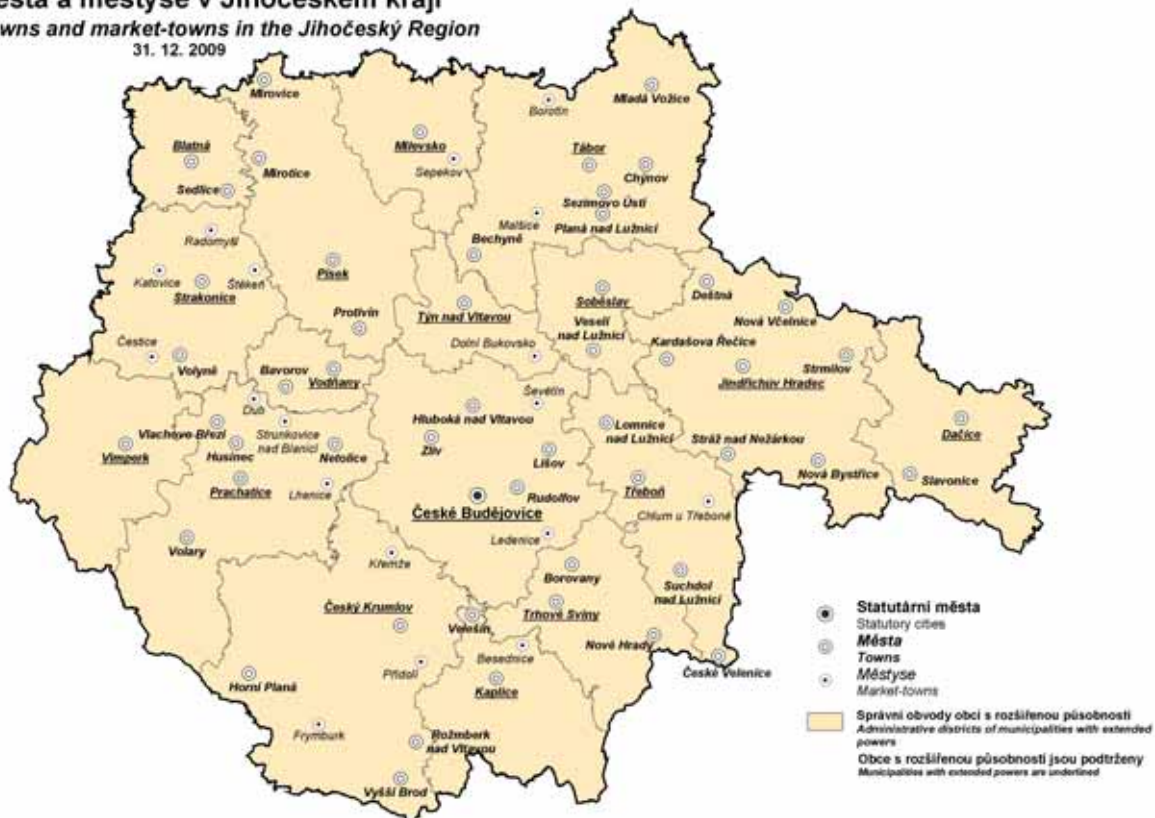 města a městyse v Jihočeském kraji
wns and market-towns in the Jihočeský Region
31. 12. 2009
Mirovice
Mladá Vožice
Borotín
Blatná
Milevsko
Tábor
Mirotice
Sepekov
Chýnov
Sedlice
Sezimovo Ústí
Malšice
Planá nad Lužnicí
Radomyšl
Bechyně
Katovice
Štěkeň
Písek
Strakonice
Soběslav
Deštná
Protivín
Týn nad Vltavou
Veselí
nad Lužnicí
Nová Včelnice
Čestice
Dolní Bukovsko
Kardašova Řečice
Volyně
Bavorov
Vodňany
Jindřichův Hradec
Strmilov
Dub
Ševětín
Hluboká nad Vltavou
Vlachovo Březí
Strunkovice
nad Blanicí
Lomnice
nad Lužnicí
Stráž nad Nežárkou
Dačice
Vimperk
Husinec
Netolice
Zliv
Lišov
Prachatice
Lhenice
Rudolfov
Třeboň
Nová Bystřice
Slavonice
České Budějovice
Chlum u Třeboně
Ledenice
Volary
Křemže
Borovany
Suchdol
nad Lužnicí
Český Krumlov
Velešín
Trhové Sviny
Nové Hrady
Přídolí
Besednice
České Velenice
Horní Planá
Kaplice
Frymburk
Rožmberk
nad Vltavou
Vyšší Brod
Statutární města
Statutory cities
Města
Towns
Městyse
Market-towns
Správní obvody obcí s rozšířenou působností
Administrative districts of municipalities with extended
powers
Obce s rozšířenou působností jsou podtrženy
Municipalities with extended powers are underlined